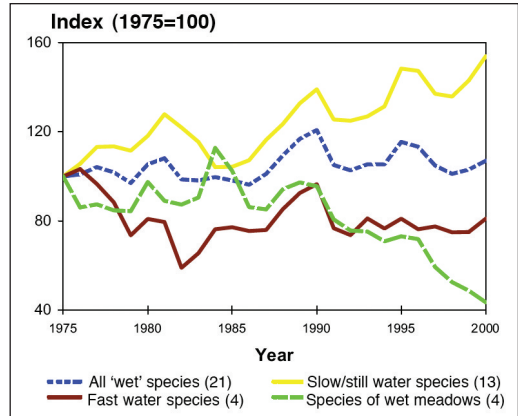 Index (1975=100)
160
120
80
40
1975 1980 1985 1990 1995 2000
Year
All 'wet' species (21) Slow/still water species (13)
Fast water species (4) Species of wet meadows (4)